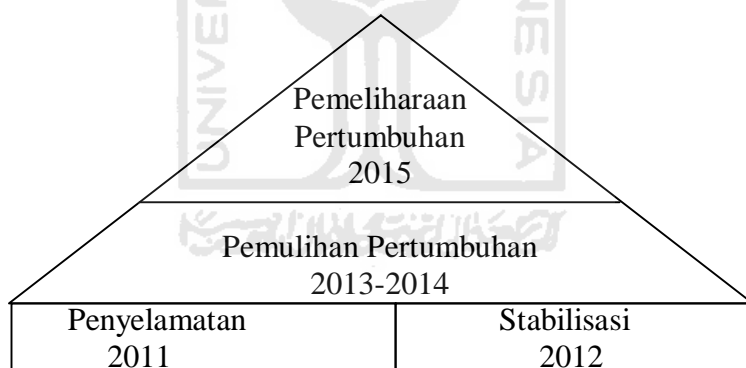 Pemeliharaan
Pertumbuhan
2015
Pemulihan Pertumbuhan
2013-2014
Penyelamatan
2011
Stabilisasi
2012